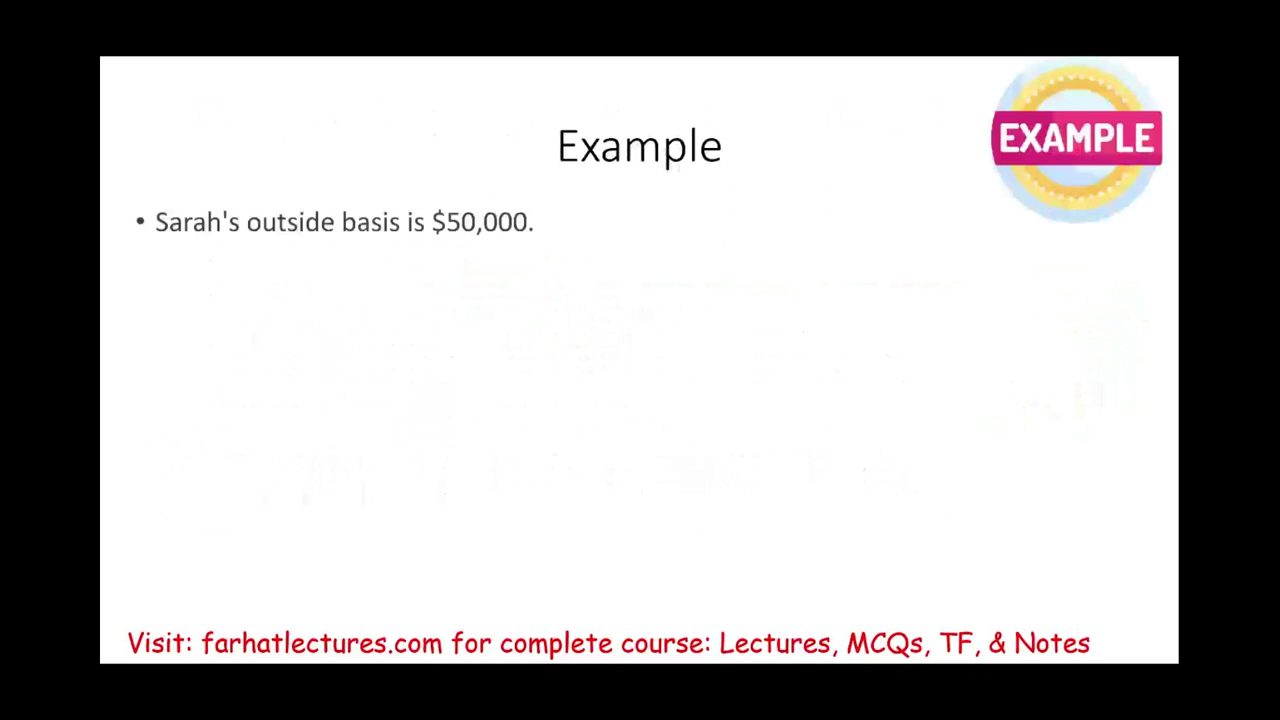 Example
EXAMPLE
• Sarah's outside basis is $50,000.
Visit: farhatlectures.com for complete course: Lectures, MCQs, TF, & Notes